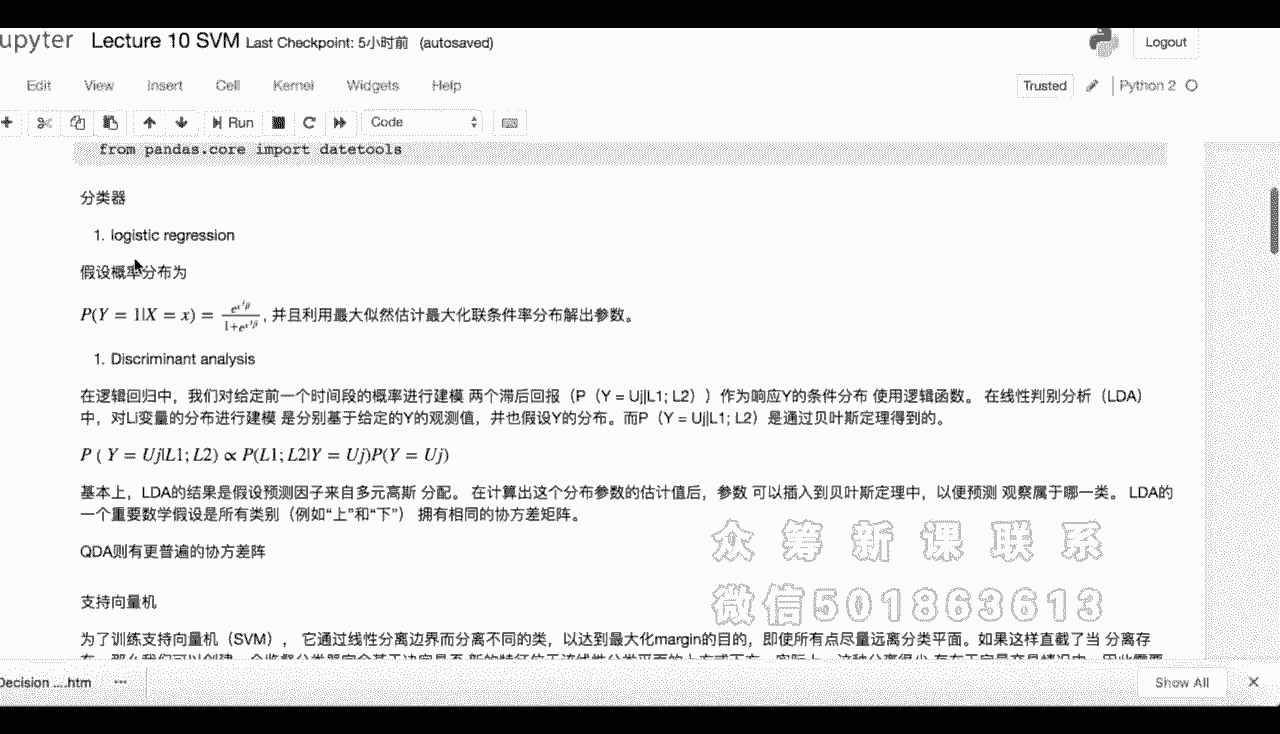 upyter Lecture 10 SVM Last Checkpoint: 5小时前 (autosaved) Logout
Edit View Insert Cell Kernel Widgets Help Trusted Python 2
Run Code
from pandas.core import datetools
分类器
1. logistic regression
假设概率分布为
P(Y = 1|X = x) = e^{x'β} / 1+e^{x'β}, 并且利用最大似然估计最大化联条件率分布解出参数。
1. Discriminant analysis
在逻辑回归中，我们对给定前一个时间段的概率进行建模 两个滞后回报（P（Y = Uj||L1; L2））作为响应Y的条件分布 使用逻辑函数。 在线性判别分析（LDA）
中，对Li变量的分布进行建模 是分别基于给定的Y的观测值，并也假设Y的分布。而P（Y = Uj||L1; L2）是通过贝叶斯定理得到的。
P ( Y = Uj|L1; L2) ∝ P(L1; L2|Y = Uj)P(Y = Uj)
基本上，LDA的结果是假设预测因子来自多元高斯 分配。 在计算出这个分布参数的估计值后，参数 可以插入到贝叶斯定理中，以便预测 观察属于哪一类。 LDA的
一个重要数学假设是所有类别（例如“上”和“下”） 拥有相同的协方差矩阵。
QDA则有更普遍的协方差阵
众筹新课联系
微信501863613
支持向量机
为了训练支持向量机（SVM）， 它通过线性分离边界而分离不同的类，以达到最大化margin的目的，即使所有点尽量远离分类平面。如果这样直截了当 分离存
Decision ....htm Show All